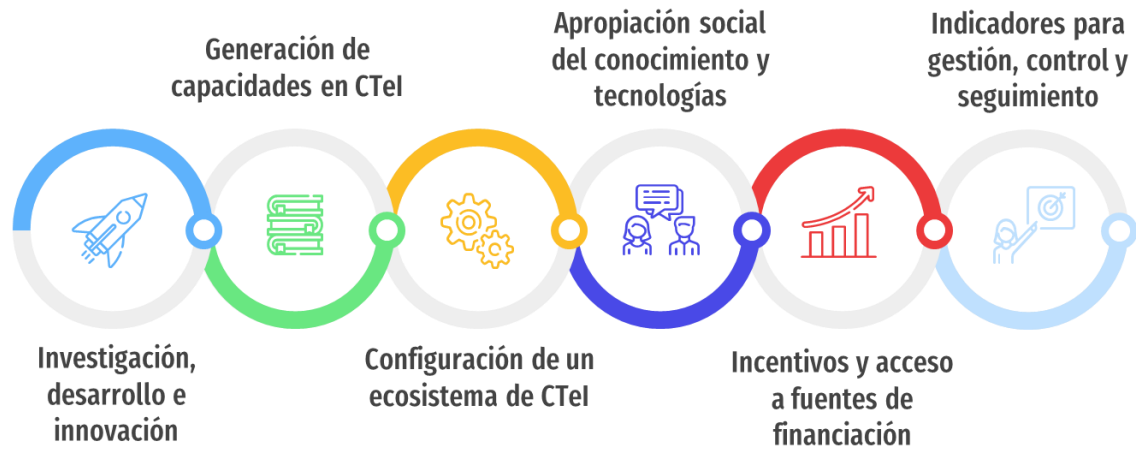 Investigación,
desarrollo e
innovación
Generación de
capacidades en CTeI
Configuración de un
ecosistema de CTeI
Apropiación social
del conocimiento y
tecnologías
Incentivos y acceso
a fuentes de
financiación
Indicadores para
gestión, control y
seguimiento